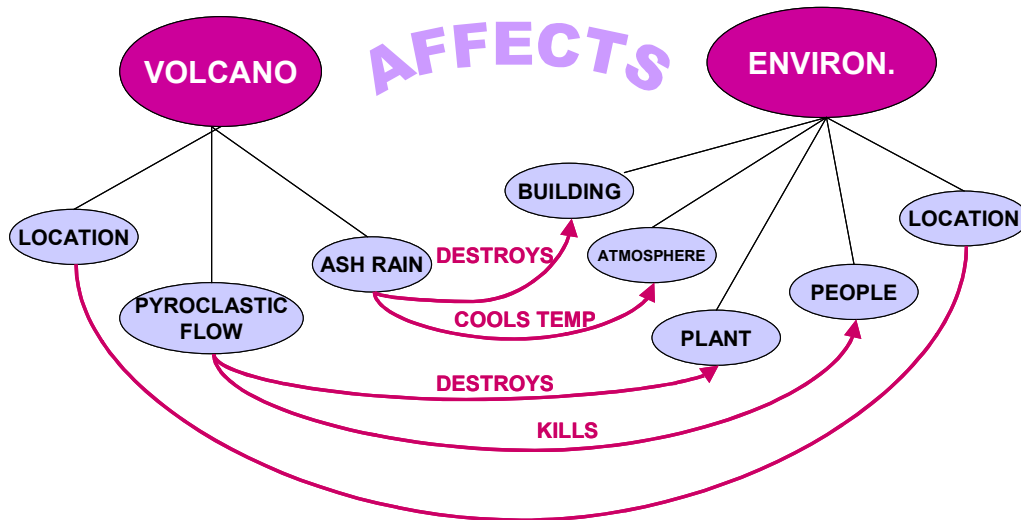 AFFECTS
VOLCANO
ENVIRON.
BUILDING
LOCATION
LOCATION
ASH RAIN
DESTROYS
ATMOSPHERE
PYROCLASTIC
FLOW
PEOPLE
COOLS TEMP
PLANT
DESTROYS
KILLS